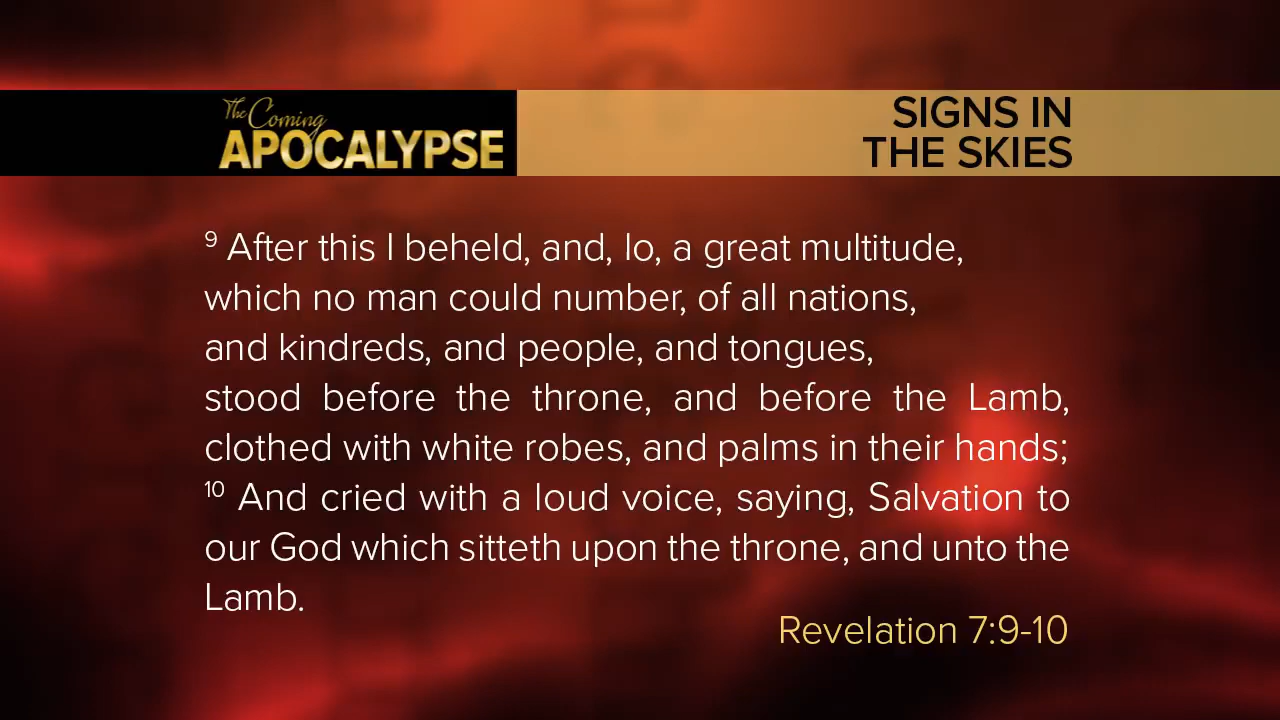 The Coming
APOCALYPSE
SIGNS IN
THE SKIES
9 After this I beheld, and, lo, a great multitude,
which no man could number, of all nations,
and kindreds, and people, and tongues,
stood before the throne, and before the Lamb,
clothed with white robes, and palms in their hands;
10 And cried with a loud voice, saying, Salvation to
our God which sitteth upon the throne, and unto the
Lamb.
Revelation 7:9-10